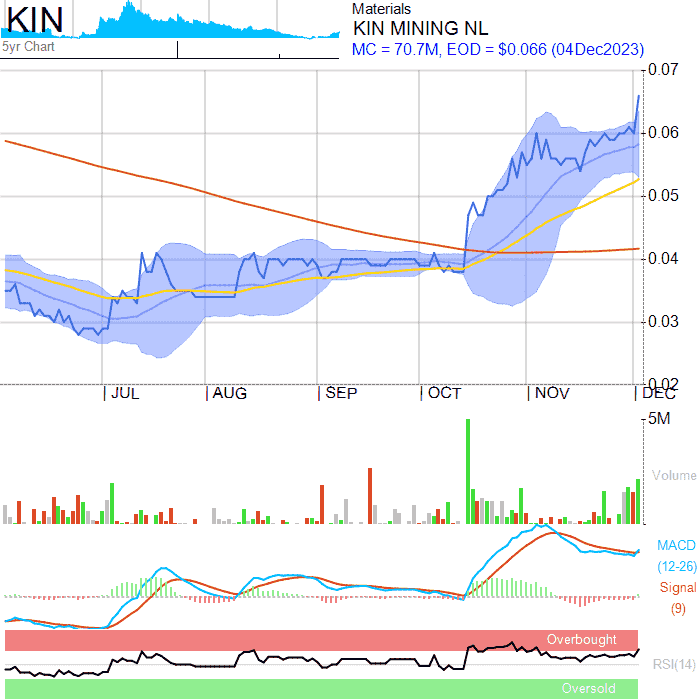 KIN
5yr Chart
Materials
KIN MINING NL
MC = 70.7M, EOD = $0.066 (04Dec2023)
0.07
0.06
0.05
0.04
0.03
0.02
JUL AUG SEP OCT NOV DEC
5M
Volume
MACD
(12-26)
Signal
(9)
Overbought
RSI(14)
Oversold